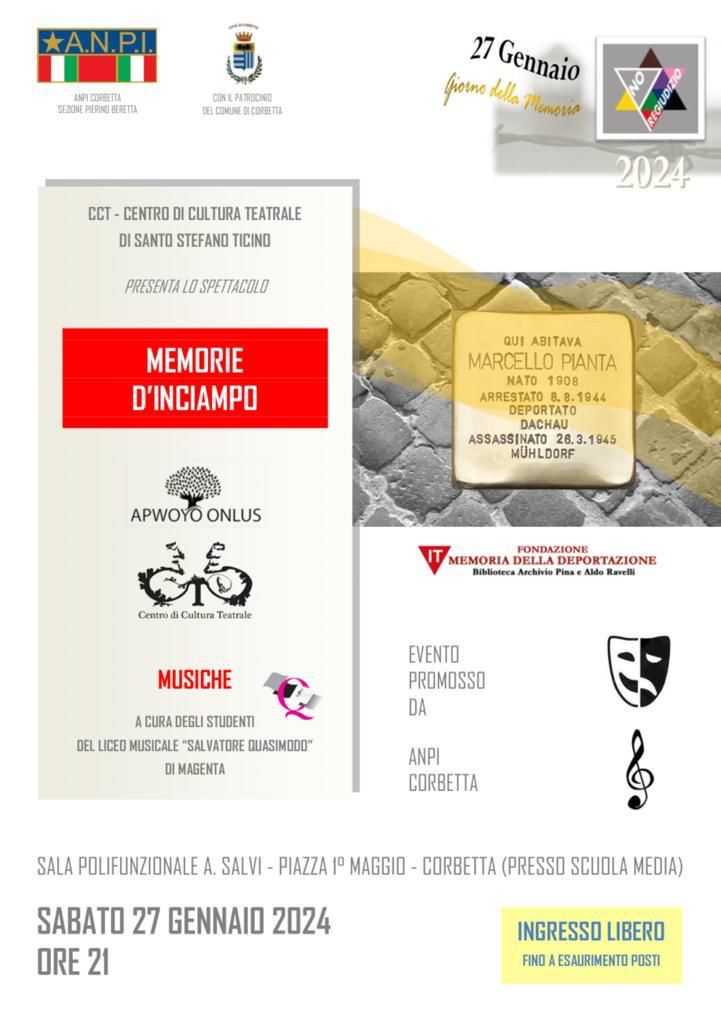 A.N.P.I.
ANPI CORBETTA
SEZIONE PIERINO BERETTA
CON IL PATROCINIO
DEL COMUNE DI CORBETTA
27 Gennaio
Giorno della Memoria
NO
PREGIUDIZIO
2024
CCT - CENTRO DI CULTURA TEATRALE
DI SANTO STEFANO TICINO
PRESENTA LO SPETTACOLO
MEMORIE
D'INCIAMPO
APWOYO ONLUS
CTC
Centro di Cultura Teatrale
MUSICHE
Q
A CURA DEGLI STUDENTI
DEL LICEO MUSICALE "SALVATORE QUASIMODO"
DI MAGENTA
QUI ABITAVA
MARCELLO PIANTA
NATO 1908
ARRESTATO 8.8.1944
DEPORTATO
DACHAU
ASSASSINATO 26.3.1945
MÜHLDORF
IT
FONDAZIONE
MEMORIA DELLA DEPORTAZIONE
Biblioteca Archivio Pina e Aldo Ravelli
EVENTO
PROMOSSO
DA
ANPI
CORBETTA
SALA POLIFUNZIONALE A. SALVI - PIAZZA 1° MAGGIO - CORBETTA (PRESSO SCUOLA MEDIA)
SABATO 27 GENNAIO 2024
ORE 21
INGRESSO LIBERO
FINO A ESAURIMENTO POSTI